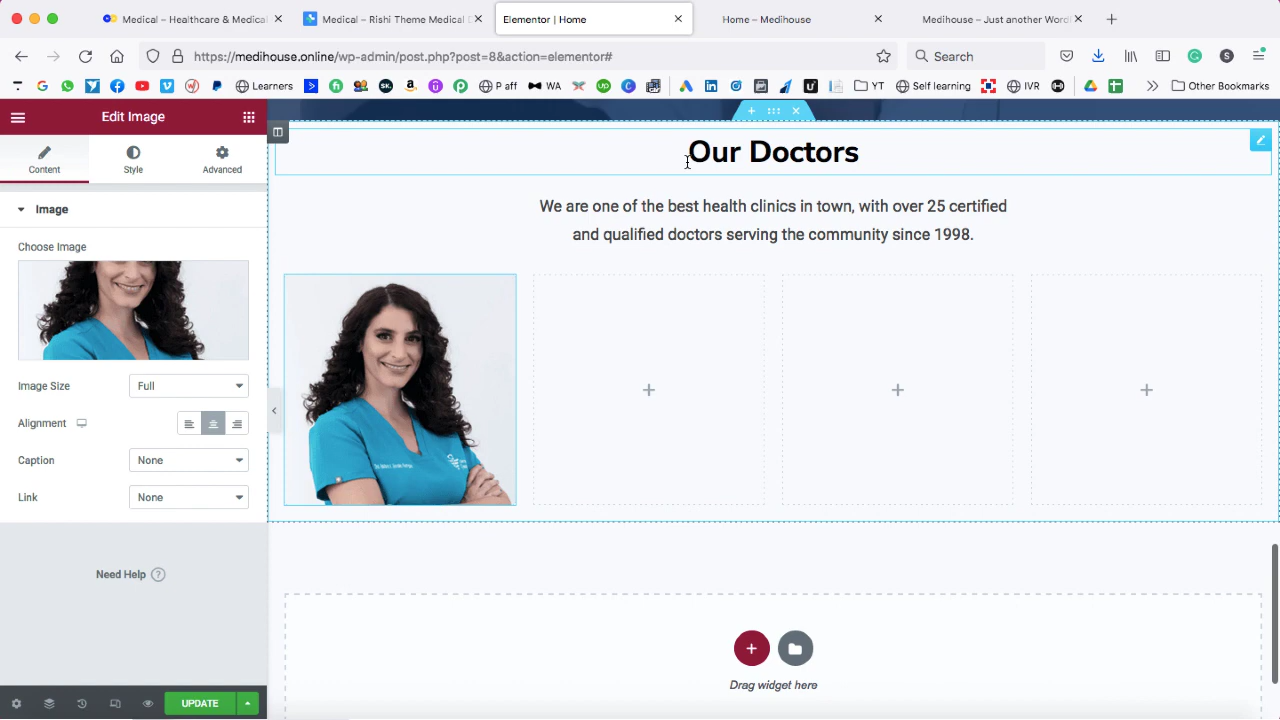 Medical – Healthcare & Medical
Medical – Rishi Theme Medical D
Elementor | Home
Home – Medihouse
Medihouse – Just another Word
https://medihouse.online/wp-admin/post.php?post=8&action=elementor#
Search
S
Learners
P aff
WA
YT
Self learning
IVR
Other Bookmarks
Edit Image
Content
Style
Advanced
Image
Choose Image
Image Size
Full
Alignment
Caption
None
Link
None
Need Help
UPDATE
Our Doctors
We are one of the best health clinics in town, with over 25 certified
and qualified doctors serving the community since 1998.
Drag widget here